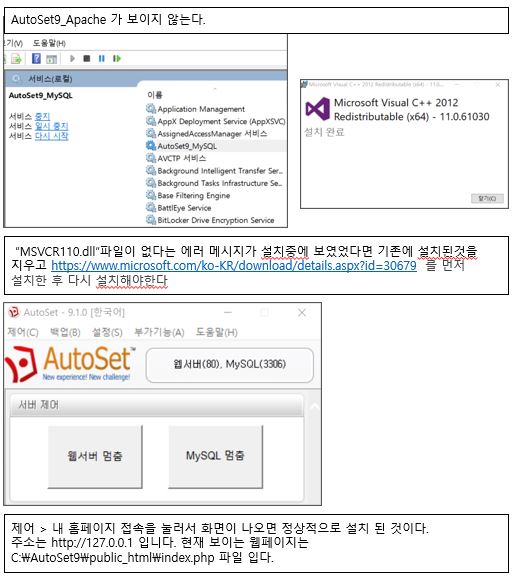 AutoSet9_Apache 가 보이지 않는다.
도움말(H)
서비스(로컬)
AutoSet9_MySQL
서비스 중지
서비스 일시 중지
서비스 다시 시작
이름
Application Management
AppX Deployment Service (AppXSVC)
AssignedAccessManager 서비스
AutoSet9_MySQL
AVCTP 서비스
Background Intelligent Transfer Ser...
Background Tasks Infrastructure Se...
Base Filtering Engine
BattlEye Service
BitLocker Drive Encryption Service
Microsoft Visual C++ 2012 Redistributable (x64) - 11.0.61030
Microsoft Visual C++ 2012
Redistributable (x64) - 11.0.61030
설치 완료
닫기(C)
"MSVCR110.dll"파일이 없다는 에러 메시지가 설치중에 보였었다면 기존에 설치된것을
지우고 https://www.microsoft.com/ko-KR/download/details.aspx?id=30679 를 먼저
설치한 후 다시 설치해야한다
AutoSet - 9.1.0 [한국어]
제어(C) 백업(B) 설정(S) 부가기능(A) 도움말(H)
AutoSet™
New experience! New challenge!
웹서버(80), MySQL(3306)
서버 제어
웹서버 멈춤
MySQL 멈춤
제어 > 내 홈페이지 접속을 눌러서 화면이 나오면 정상적으로 설치 된 것이다.
주소는 http://127.0.0.1 입니다. 현재 보이는 웹페이지는
C:₩AutoSet9₩public_html₩index.php 파일 입다.